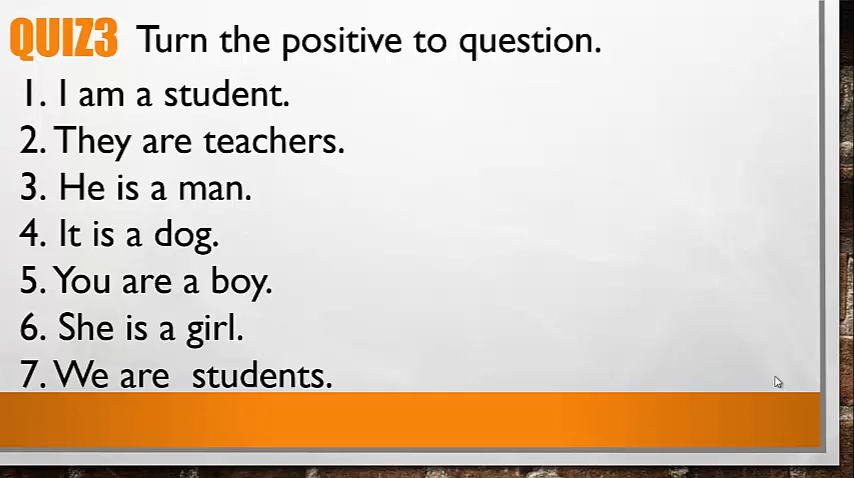 QUIZ3 Turn the positive to question.
1. I am a student.
2. They are teachers.
3. He is a man.
4. It is a dog.
5. You are a boy.
6. She is a girl.
7. We are  students.